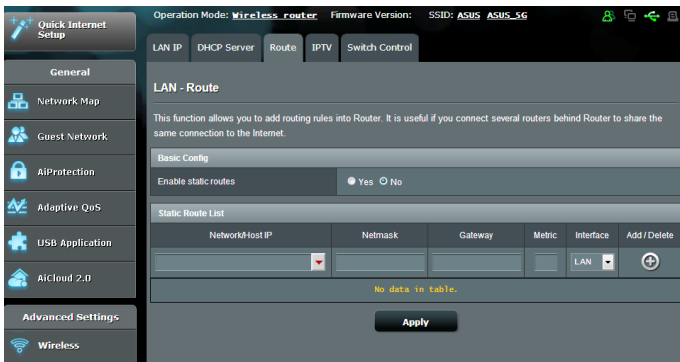 Quick Internet
Setup
Operation Mode: Wireless router Firmware Version: SSID: ASUS ASUS_5G
LAN IP DHCP Server Route IPTV Switch Control
General
Network Map
Guest Network
AiProtection
Adaptive QoS
USB Application
AiCloud 2.0
Advanced Settings
Wireless
LAN - Route
This function allows you to add routing rules into Router. It is useful if you connect several routers behind Router to share the
same connection to the Internet.
Basic Config
Enable static routes Yes No
Static Route List
Network/Host IP Netmask Gateway Metric Interface Add / Delete
LAN
No data in table.
Apply